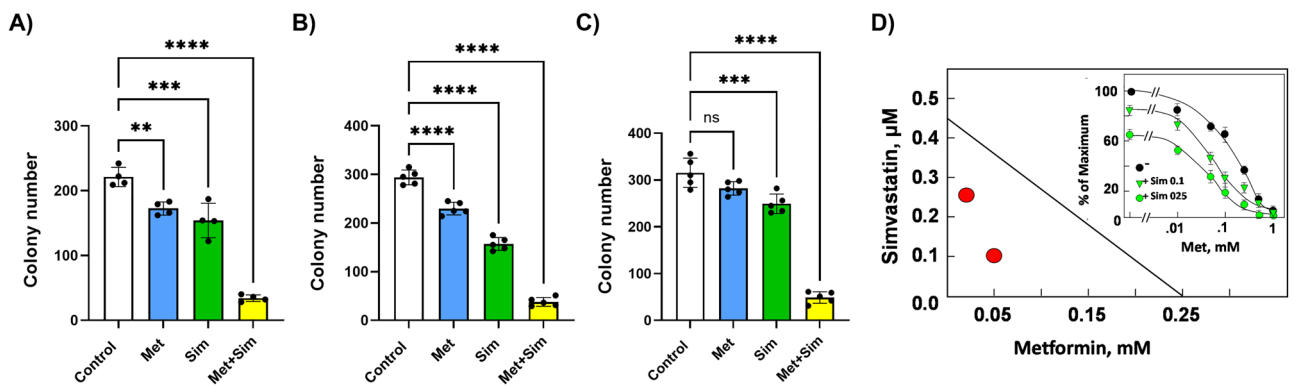 A)
Colony number
300
200
100
0
**
***
****
Control
Met
Sim
Met+Sim
B)
Colony number
400
300
200
100
0
****
****
****
Control
Met
Sim
Met+Sim
C)
Colony number
400
300
200
100
0
ns
***
****
Control
Met
Sim
Met+Sim
D)
Simvastatin, µM
0.5
0.4
0.3
0.2
0.1
0.0
0.05
0.15
0.25
Metformin, mM
% of Maximum
100
60
20
0
-
+ Sim 0.1
+ Sim 025
.01
.1
1
Met, mM